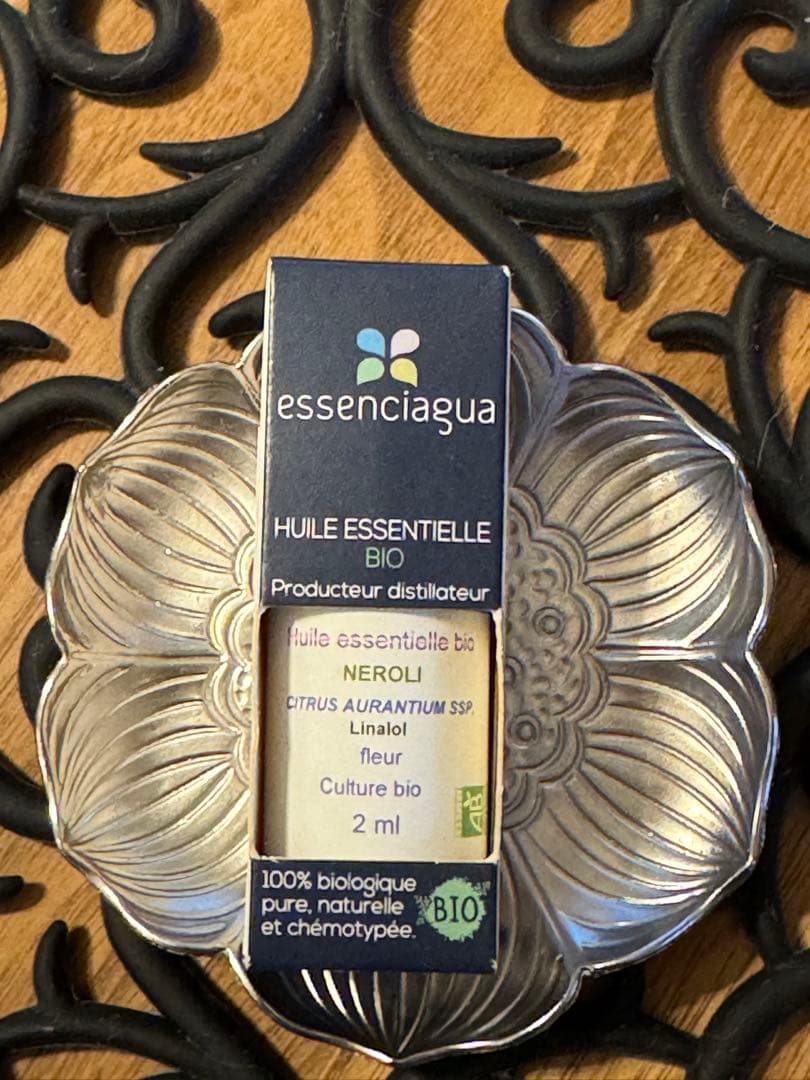 essenciagua
HUILE ESSENTIELLE
BIO
Producteur distillateur
Huile essentielle bio
NEROLI
CITRUS AURANTIUM SSP.
Linalol
fleur
Culture bio
AB
2 ml
100% biologique
pure, naturelle
et chémotypée.
BIO